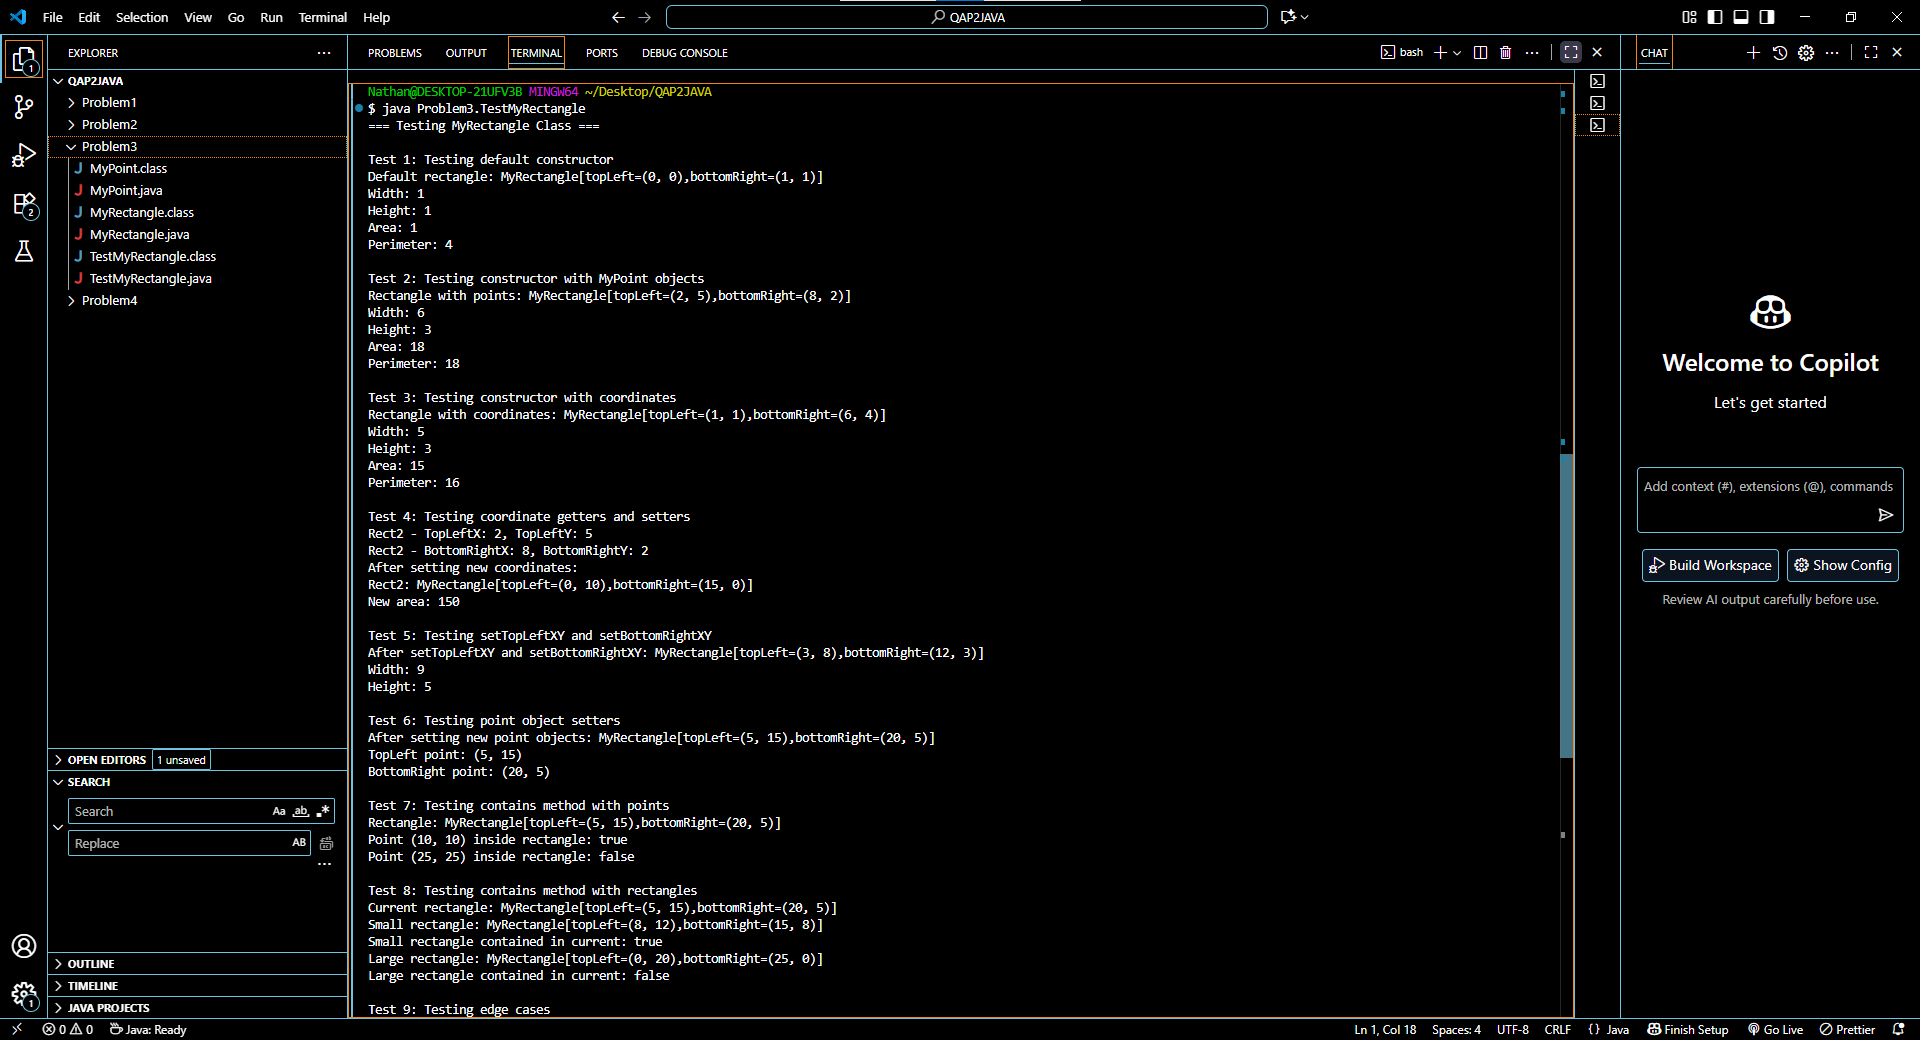 File Edit Selection View Go Run Terminal Help
QAP2JAVA
EXPLORER
PROBLEMS OUTPUT TERMINAL PORTS DEBUG CONSOLE
bash
CHAT
1
QAP2JAVA
Problem1
Problem2
Problem3
MyPoint.class
MyPoint.java
MyRectangle.class
2
MyRectangle.java
TestMyRectangle.class
TestMyRectangle.java
Problem4
OPEN EDITORS 1 unsaved
SEARCH
Search Aa ab
Replace AB
OUTLINE
TIMELINE
1
JAVA PROJECTS
Nathan@DESKTOP-21UFV3B MINGW64 ~/Desktop/QAP2JAVA
$ java Problem3.TestMyRectangle
=== Testing MyRectangle Class ===
Test 1: Testing default constructor
Default rectangle: MyRectangle[topLeft=(0, 0),bottomRight=(1, 1)]
Width: 1
Height: 1
Area: 1
Perimeter: 4
Test 2: Testing constructor with MyPoint objects
Rectangle with points: MyRectangle[topLeft=(2, 5),bottomRight=(8, 2)]
Width: 6
Height: 3
Area: 18
Perimeter: 18
Test 3: Testing constructor with coordinates
Rectangle with coordinates: MyRectangle[topLeft=(1, 1),bottomRight=(6, 4)]
Width: 5
Height: 3
Area: 15
Perimeter: 16
Test 4: Testing coordinate getters and setters
Rect2 - TopLeftX: 2, TopLeftY: 5
Rect2 - BottomRightX: 8, BottomRightY: 2
After setting new coordinates:
Rect2: MyRectangle[topLeft=(0, 10),bottomRight=(15, 0)]
New area: 150
Test 5: Testing setTopLeftXY and setBottomRightXY
After setTopLeftXY and setBottomRightXY: MyRectangle[topLeft=(3, 8),bottomRight=(12, 3)]
Width: 9
Height: 5
Test 6: Testing point object setters
After setting new point objects: MyRectangle[topLeft=(5, 15),bottomRight=(20, 5)]
TopLeft point: (5, 15)
BottomRight point: (20, 5)
Test 7: Testing contains method with points
Rectangle: MyRectangle[topLeft=(5, 15),bottomRight=(20, 5)]
Point (10, 10) inside rectangle: true
Point (25, 25) inside rectangle: false
Test 8: Testing contains method with rectangles
Current rectangle: MyRectangle[topLeft=(5, 15),bottomRight=(20, 5)]
Small rectangle: MyRectangle[topLeft=(8, 12),bottomRight=(15, 8)]
Small rectangle contained in current: true
Large rectangle: MyRectangle[topLeft=(0, 20),bottomRight=(25, 0)]
Large rectangle contained in current: false
Test 9: Testing edge cases
Welcome to Copilot
Let's get started
Add context (#), extensions (@), commands
Build Workspace Show Config
Review AI output carefully before use.
0 0 Java: Ready
Ln 1, Col 18 Spaces: 4 UTF-8 CRLF {} Java Finish Setup Go Live Prettier